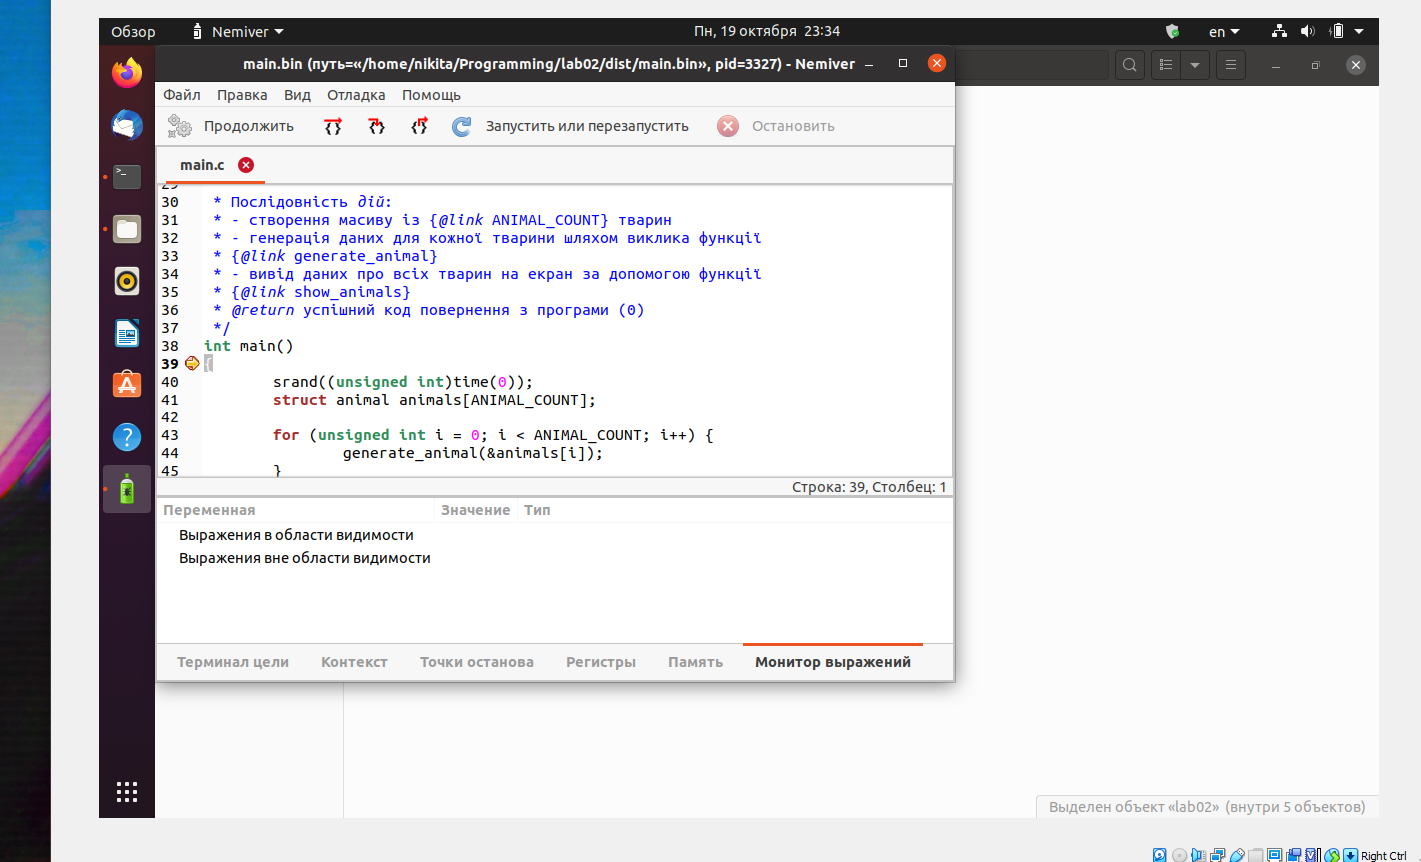 Обзор
Nemiver
Пн, 19 октября 23:34
en
main.bin (путь=«/home/nikita/Programming/lab02/dist/main.bin», pid=3327) - Nemiver
Файл Правка Вид Отладка Помощь
Продолжить
Запустить или перезапустить
Остановить
main.c
29
30 * Послідовність дій:
31 * - створення масиву із {@link ANIMAL_COUNT} тварин
32 * - генерація даних для кожної тварини шляхом виклика функції
33 * {@link generate_animal}
34 * - вивід даних про всіх тварин на екран за допомогою функції
35 * {@link show_animals}
36 * @return успішний код повернення з програми (0)
37 */
38 int main()
39 {
40 srand((unsigned int)time(0));
41 struct animal animals[ANIMAL_COUNT];
42
43 for (unsigned int i = 0; i < ANIMAL_COUNT; i++) {
44 generate_animal(&animals[i]);
45 }
Строка: 39, Столбец: 1
Переменная Значение Тип
Выражения в области видимости
Выражения вне области видимости
Терминал цели Контекст Точки останова Регистры Память Монитор выражений
Выделен объект «lab02» (внутри 5 объектов)
Right Ctrl